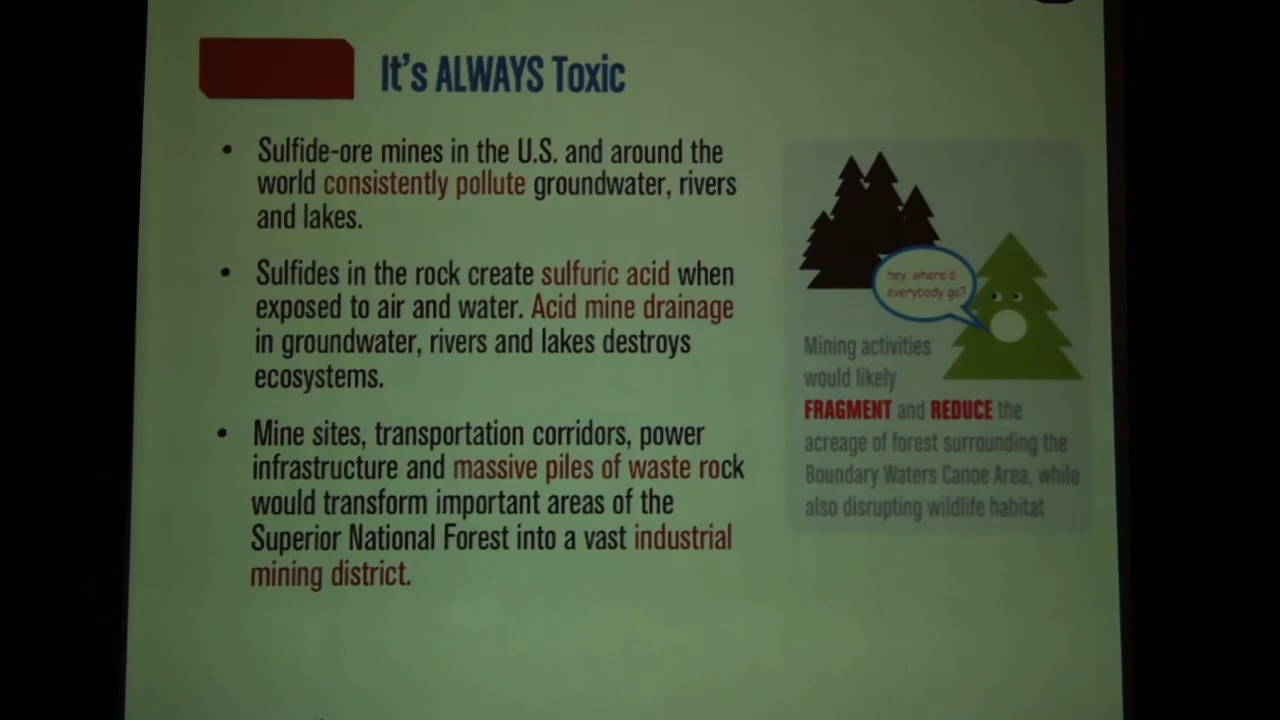 It's ALWAYS Toxic
• Sulfide-ore mines in the U.S. and around the
world consistently pollute groundwater, rivers
and lakes.
• Sulfides in the rock create sulfuric acid when
exposed to air and water. Acid mine drainage
in groundwater, rivers and lakes destroys
ecosystems.
• Mine sites, transportation corridors, power
infrastructure and massive piles of waste rock
would transform important areas of the
Superior National Forest into a vast industrial
mining district.
hey, where'd
everybody go?
Mining activities
would likely
FRAGMENT and REDUCE the
acreage of forest surrounding the
Boundary Waters Canoe Area, while
also disrupting wildlife habitat